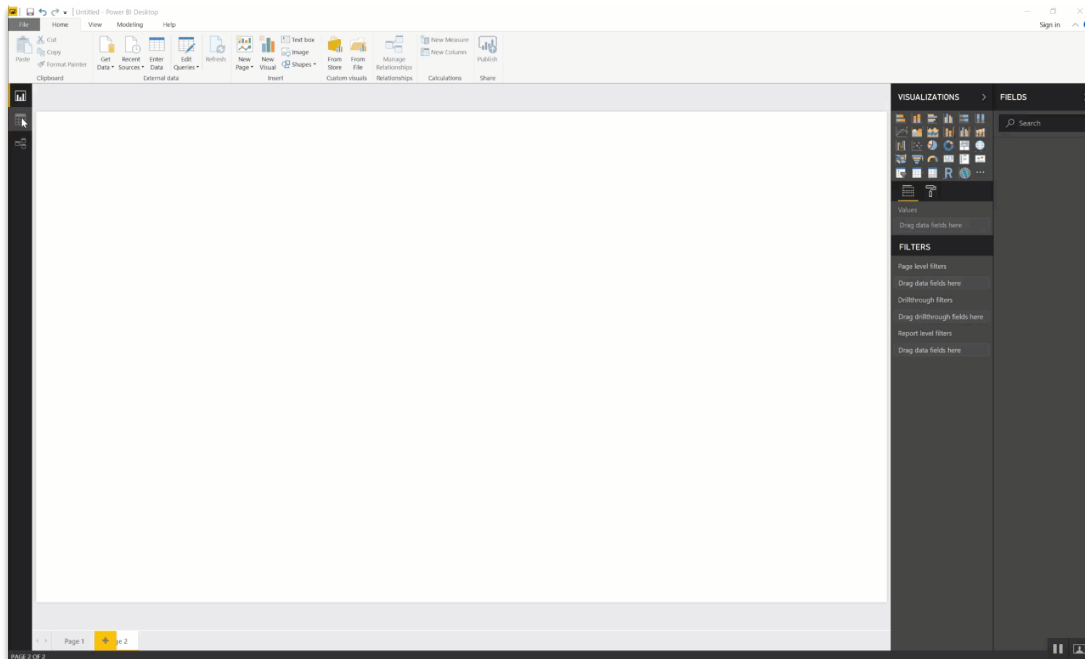 Untitled - Power BI Desktop
File Home View Modeling Help Sign in
Paste
Cut
Copy
Format Painter
Clipboard
Get Data
Recent Sources
Enter Data
Edit Queries
External data
Refresh
New Page
New Visual
Text box
Image
Shapes
Insert
From Store
From File
Custom visuals
Manage Relationships
Relationships
New Measure
New Column
Calculations
Publish
Share
VISUALIZATIONS
R
Values
Drag data fields here
FILTERS
Page level filters
Drag data fields here
Drillthrough filters
Drag drillthrough fields here
Report level filters
Drag data fields here
FIELDS
Search
Page 1
ge 2
PAGE 2 OF 2